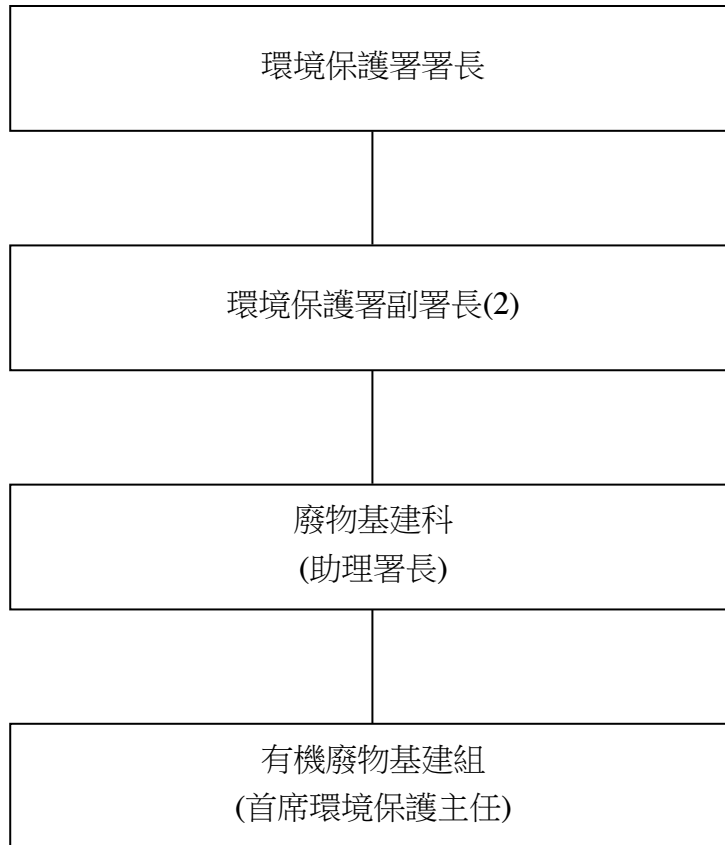 環境保護署署長
環境保護署副署長(2)
廢物基建科
(助理署長)
有機廢物基建組
(首席環境保護主任)